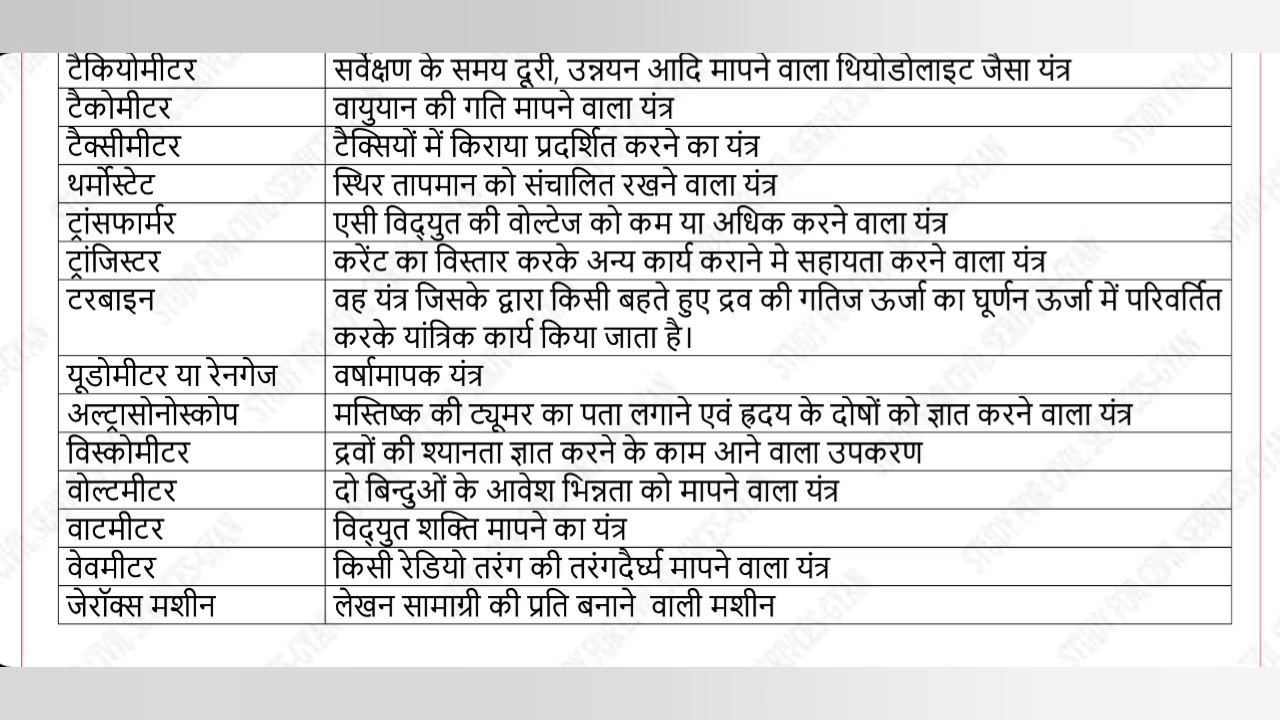 टैकियोमीटर सर्वेक्षण के समय दूरी, उन्नयन आदि मापने वाला थियोडोलाइट जैसा यंत्र
टैकोमीटर वायुयान की गति मापने वाला यंत्र
टैक्सीमीटर टैक्सियों में किराया प्रदर्शित करने का यंत्र
थर्मोस्टेट स्थिर तापमान को संचालित रखने वाला यंत्र
ट्रांसफार्मर एसी विद्युत की वोल्टेज को कम या अधिक करने वाला यंत्र
ट्रांजिस्टर करेंट का विस्तार करके अन्य कार्य कराने मे सहायता करने वाला यंत्र
टरबाइन वह यंत्र जिसके द्वारा किसी बहते हुए द्रव की गतिज ऊर्जा का घूर्णन ऊर्जा में परिवर्तित
करके यांत्रिक कार्य किया जाता है।
यूडोमीटर या रेनगेज वर्षामापक यंत्र
अल्ट्रासोनोस्कोप मस्तिष्क की ट्यूमर का पता लगाने एवं ह्रदय के दोषों को ज्ञात करने वाला यंत्र
विस्कोमीटर द्रवों की श्यानता ज्ञात करने के काम आने वाला उपकरण
वोल्टमीटर दो बिन्दुओं के आवेश भिन्नता को मापने वाला यंत्र
वाटमीटर विद्युत शक्ति मापने का यंत्र
वेवमीटर किसी रेडियो तरंग की तरंगदैर्घ्य मापने वाला यंत्र
जेरॉक्स मशीन लेखन सामाग्री की प्रति बनाने वाली मशीन